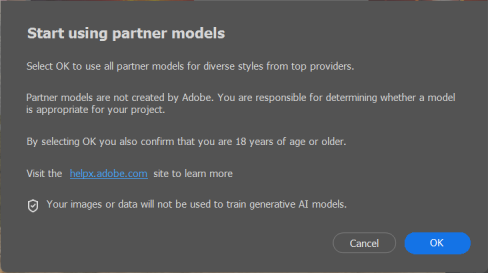 Start using partner models
Select OK to use all partner models for diverse styles from top providers.
Partner models are not created by Adobe. You are responsible for determining whether a model
is appropriate for your project.
By selecting OK you also confirm that you are 18 years of age or older.
Visit the helpx.adobe.com site to learn more
Your images or data will not be used to train generative AI models.
Cancel OK